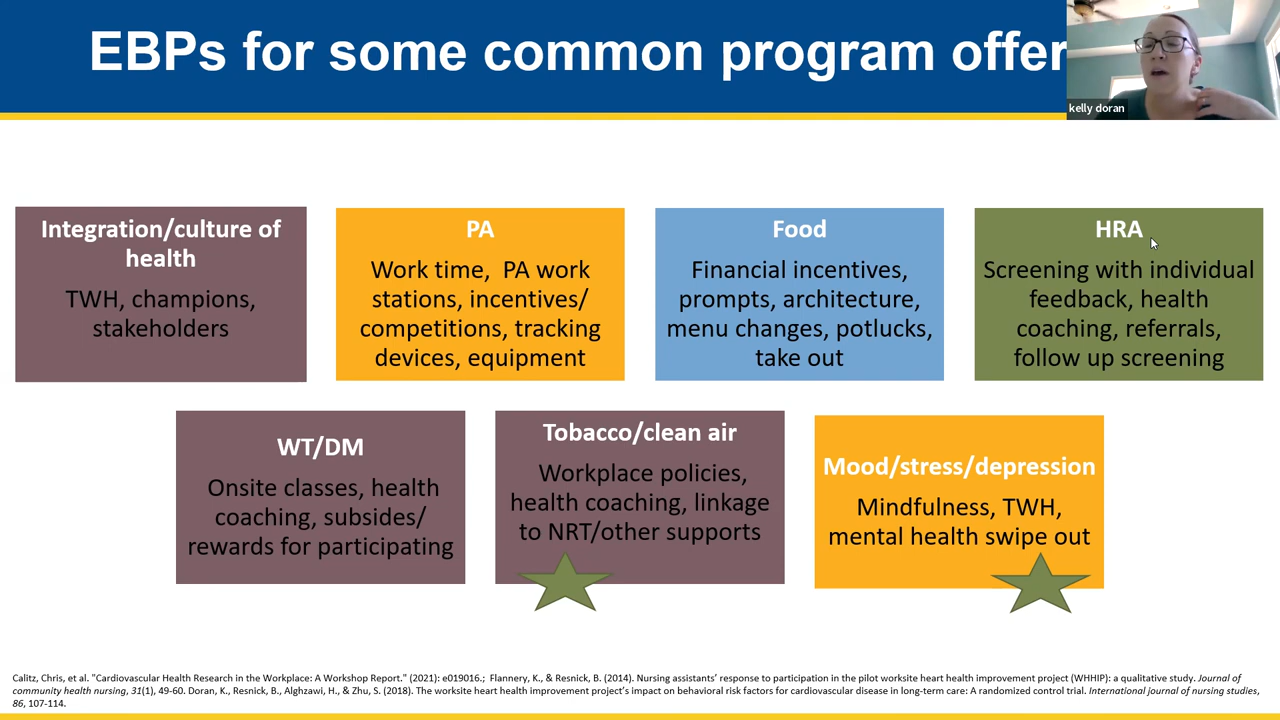 EBPs for some common program offer
kelly doran
Integration/culture of
health
TWH, champions,
stakeholders
PA
Work time, PA work
stations, incentives/
competitions, tracking
devices, equipment
Food
Financial incentives,
prompts, architecture,
menu changes, potlucks,
take out
HRA
Screening with individual
feedback, health
coaching, referrals,
follow up screening
WT/DM
Onsite classes, health
coaching, subsides/
rewards for participating
Tobacco/clean air
Workplace policies,
health coaching, linkage
to NRT/other supports
Mood/stress/depression
Mindfulness, TWH,
mental health swipe out
Calitz, Chris, et al. "Cardiovascular Health Research in the Workplace: A Workshop Report." (2021): e019016.; Flannery, K., & Resnick, B. (2014). Nursing assistants' response to participation in the pilot worksite heart health improvement project (WHHIP): a qualitative study. Journal of
community health nursing, 31(1), 49-60. Doran, K., Resnick, B., Alghzawi, H., & Zhu, S. (2018). The worksite heart health improvement project's impact on behavioral risk factors for cardiovascular disease in long-term care: A randomized control trial. International journal of nursing studies,
86, 107-114.